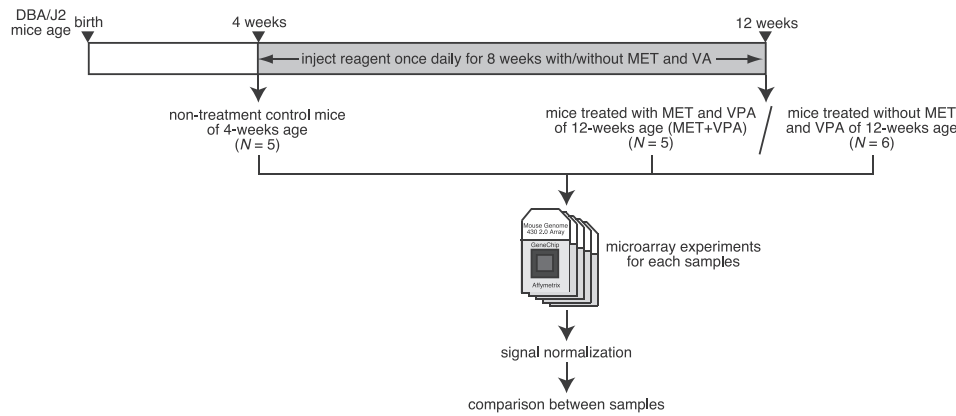 DBA/J2
mice age
birth
4 weeks
12 weeks
inject reagent once daily for 8 weeks with/without MET and VA
non-treatment control mice
of 4-weeks age
(N = 5)
mice treated with MET and VPA
of 12-weeks age (MET+VPA)
(N = 5)
mice treated without MET
and VPA of 12-weeks age
(N = 6)
Mouse Genome
430 2.0 Array
GeneChip
Affymetrix
microarray experiments
for each samples
signal normalization
comparison between samples